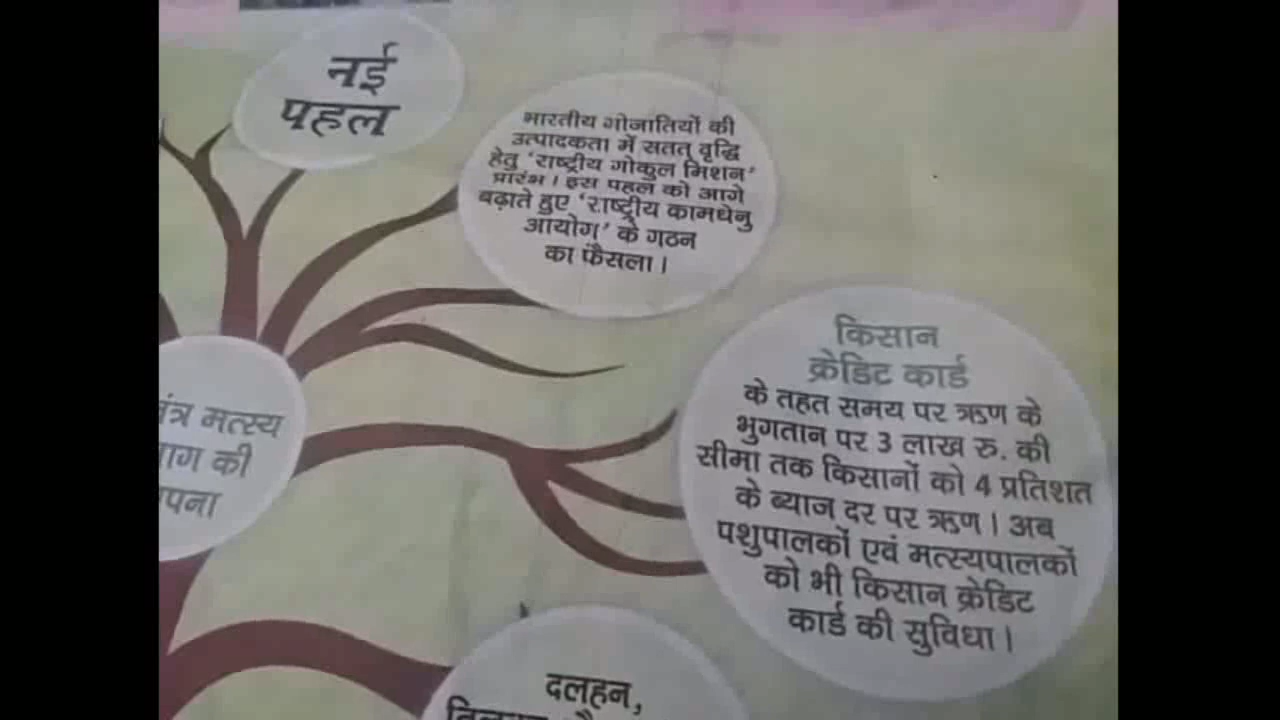 नई
पहल
भारतीय गोजातियों की
उत्पादकता में सतत् वृद्धि
हेतु ‘राष्ट्रीय गोकुल मिशन’
प्रारंभ। इस पहल को आगे
बढ़ाते हुए ‘राष्ट्रीय कामधेनु
आयोग’ के गठन
का फैसला।
किसान
क्रेडिट कार्ड
के तहत समय पर ऋण के
भुगतान पर 3 लाख रु. की
सीमा तक किसानों को 4 प्रतिशत
के ब्याज दर पर ऋण। अब
पशुपालकों एवं मत्स्यपालकों
को भी किसान क्रेडिट
कार्ड की सुविधा।
मत्स्य
की
दलहन,